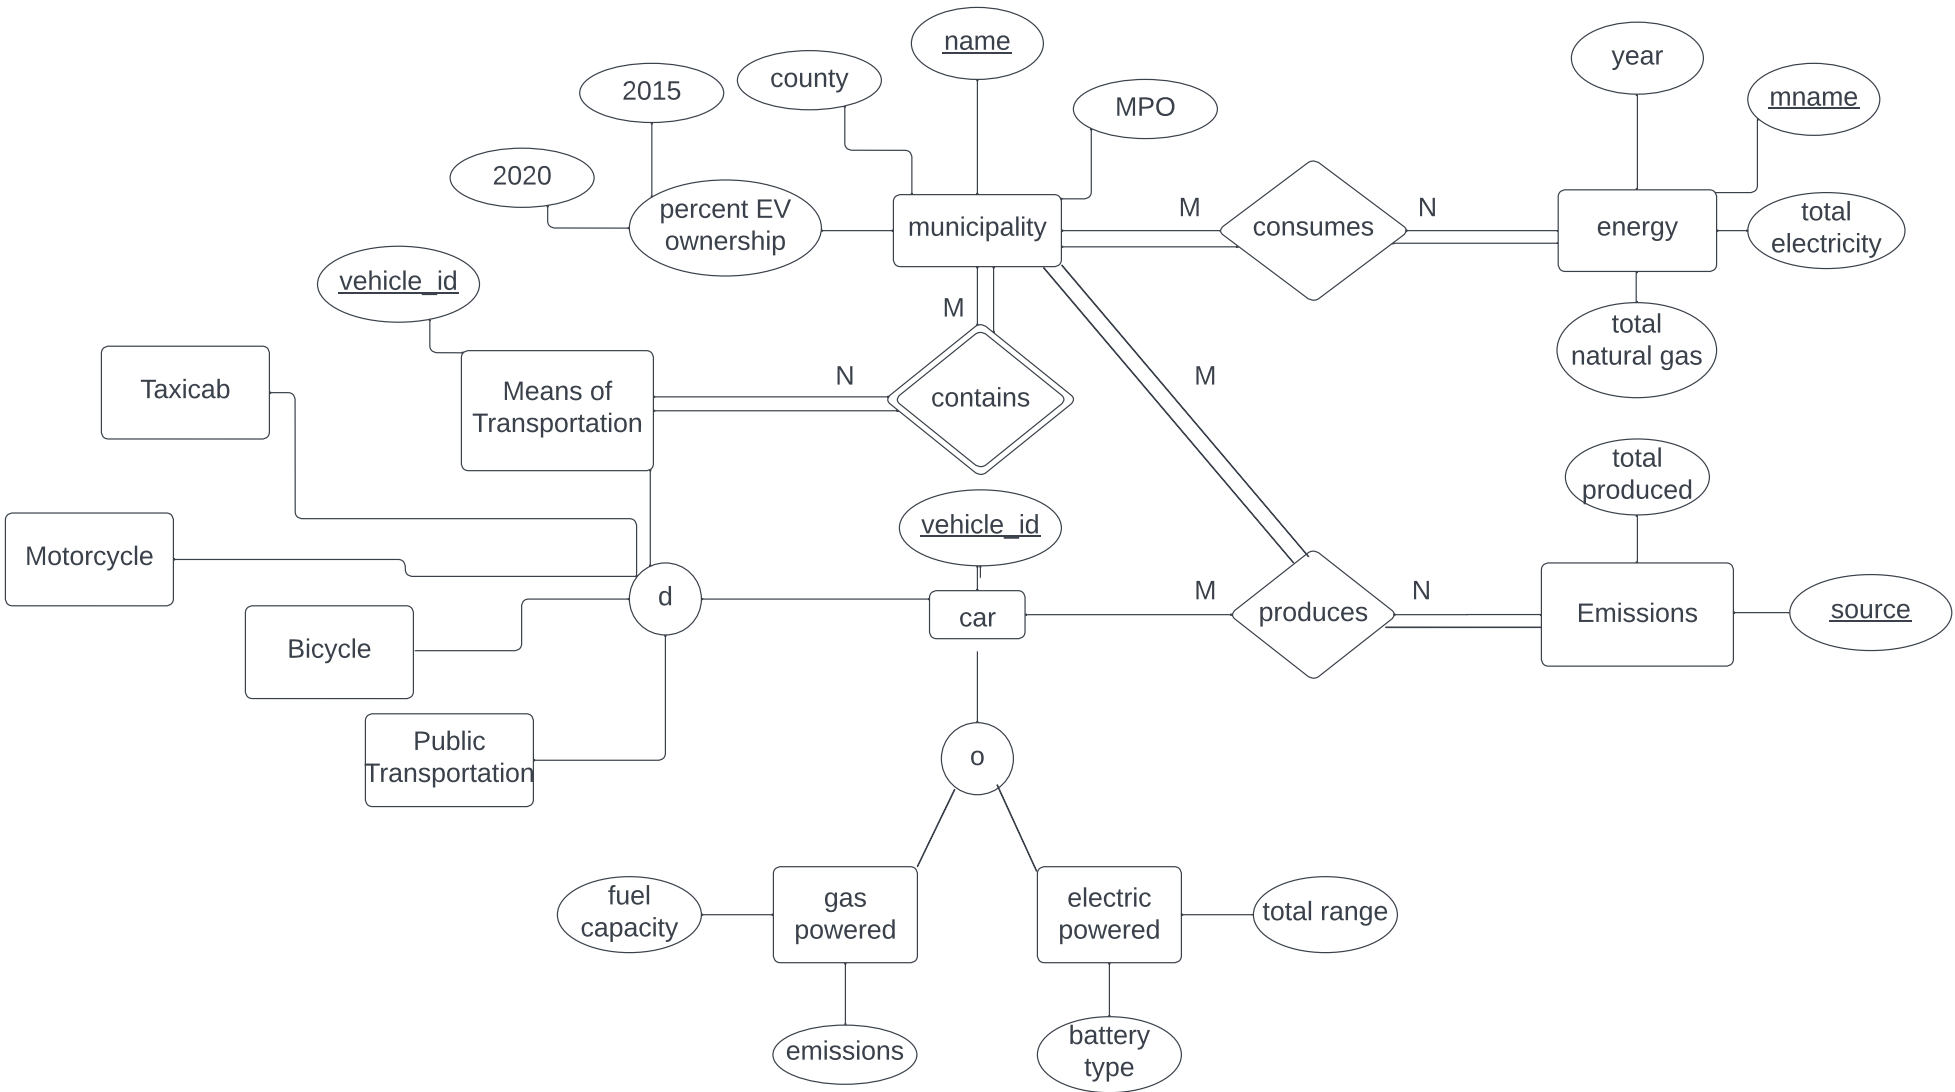 name
year
county
2015
mname
MPO
2020
percent EV
ownership
municipality
M
consumes
N
energy
total
electricity
vehicle_id
M
total
natural gas
Taxicab
Means of
Transportation
N
contains
M
total
produced
vehicle_id
Motorcycle
d
car
M
produces
N
Emissions
source
Bicycle
Public
Transportation
o
fuel
capacity
gas
powered
electric
powered
total range
emissions
battery
type